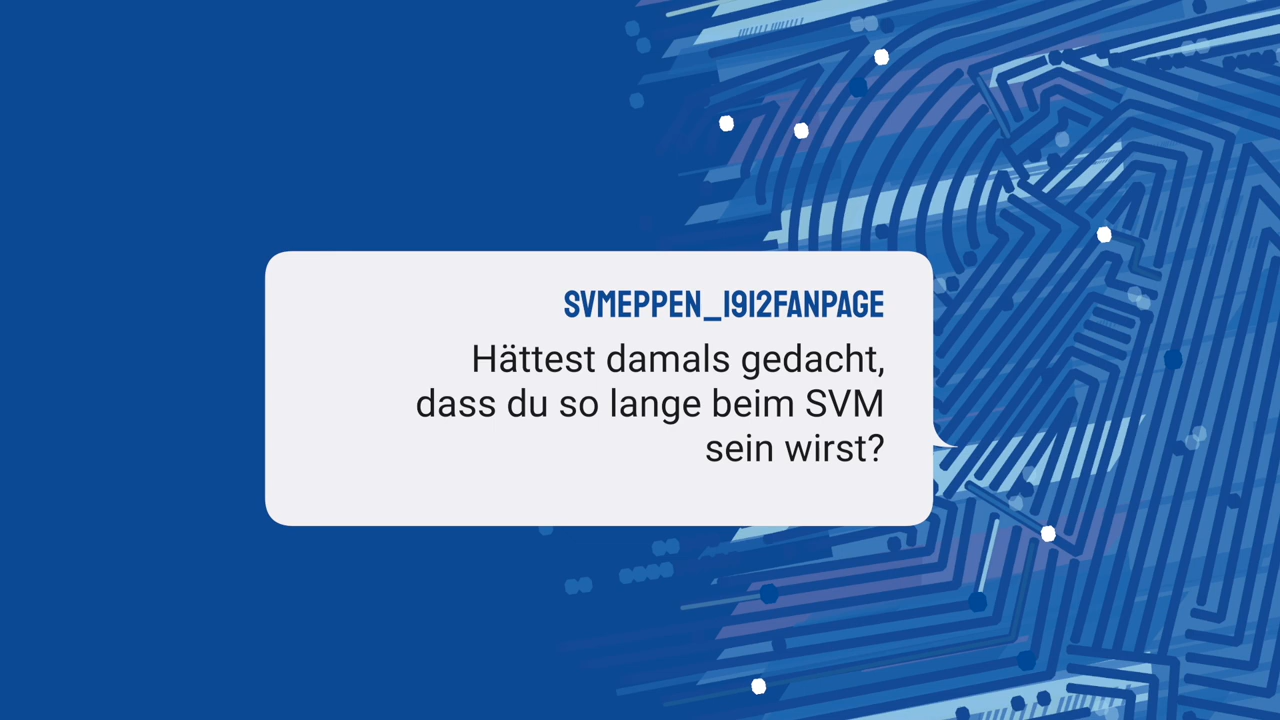 SVMEPPEN_1912FANPAGE
Hättest damals gedacht,
dass du so lange beim SVM
sein wirst?